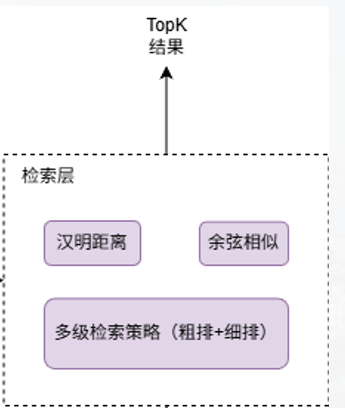 TopK
结果
检索层
汉明距离
余弦相似
多级检索策略（粗排+细排）